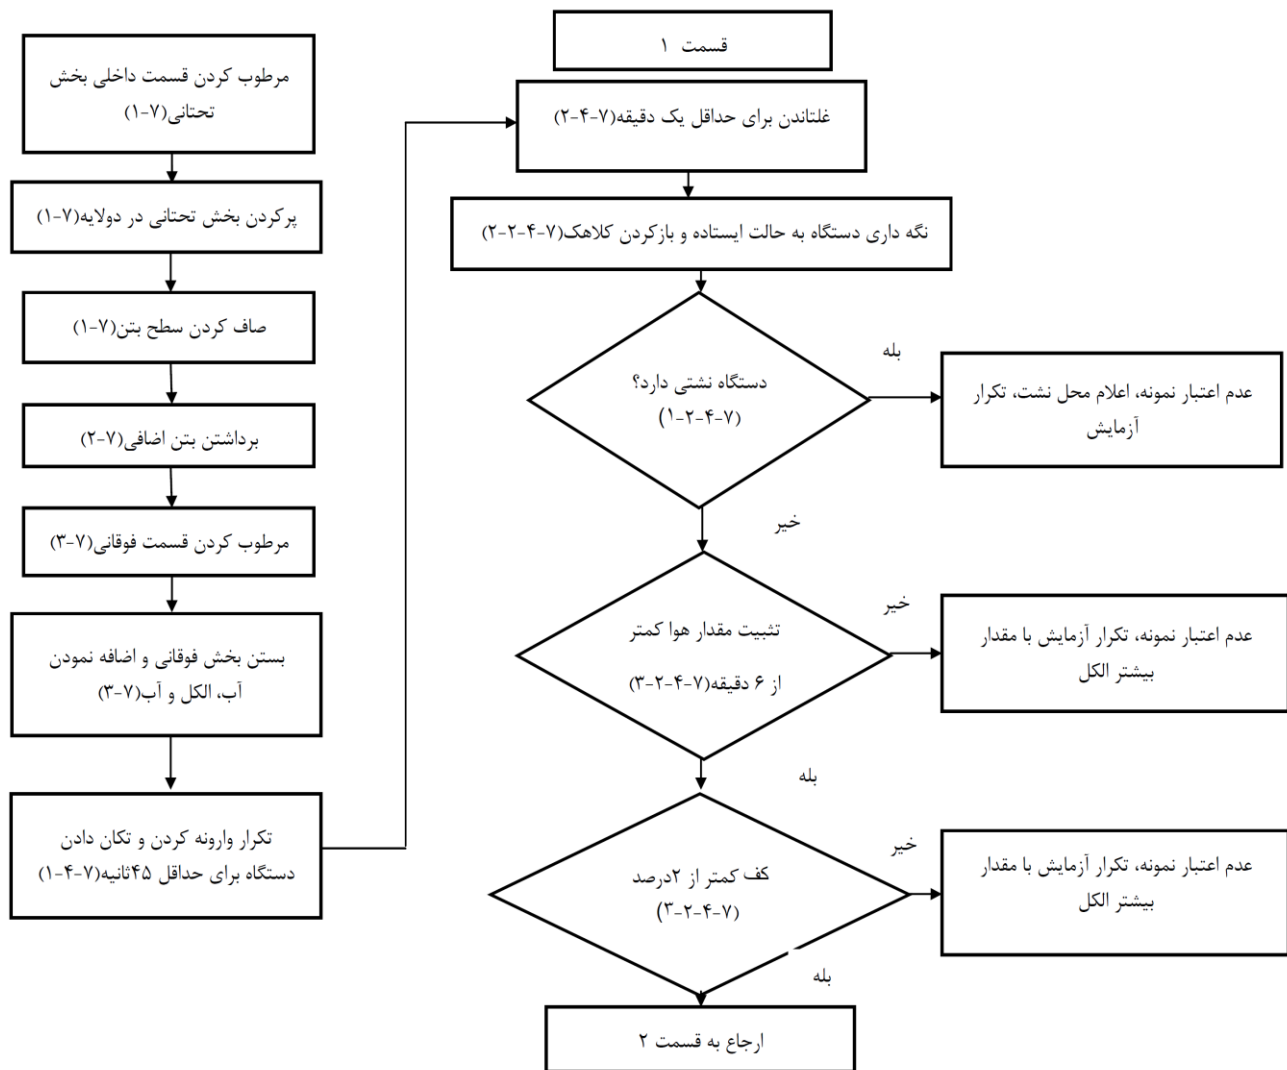 قسمت ۱
مرطوب کردن قسمت داخلی بخش
تحتانی(۷-۱)
پرکردن بخش تحتانی در دولایه(۷-۱)
صاف کردن سطح بتن(۷-۱)
برداشتن بتن اضافی(۷-۲)
مرطوب کردن قسمت فوقانی(۷-۳)
بستن بخش فوقانی و اضافه نمودن
آب، الکل و آب(۷-۳)
تکرار وارونه کردن و تکان دادن
دستگاه برای حداقل ۴۵ثانیه(۷-۴-۱)
غلتاندن برای حداقل یک دقیقه(۷-۴-۲)
نگه داری دستگاه به حالت ایستاده و بازکردن کلاهک(۷-۴-۲-۲)
دستگاه نشتی دارد؟
(۷-۴-۲-۱)
بله
عدم اعتبار نمونه، اعلام محل نشت، تکرار
آزمایش
خیر
تثبیت مقدار هوا کمتر
از ۶ دقیقه(۷-۴-۲-۳)
خیر
عدم اعتبار نمونه، تکرار آزمایش با مقدار
بیشتر الکل
بله
کف کمتر از ۲درصد
(۷-۴-۲-۳)
خیر
عدم اعتبار نمونه، تکرار آزمایش با مقدار
بیشتر الکل
بله
ارجاع به قسمت ۲